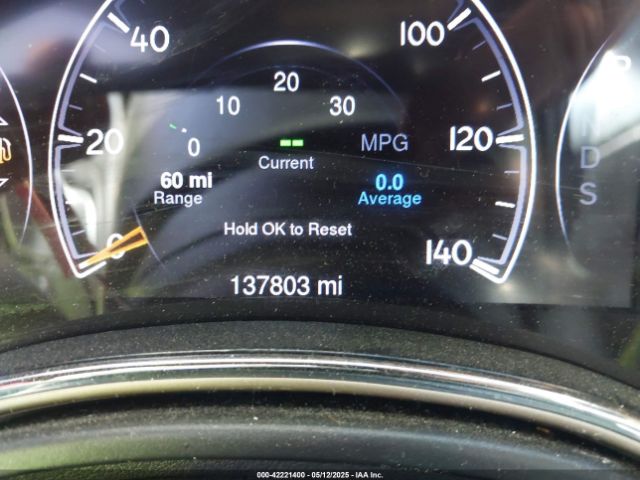 40
100
20
10
30
20
0
MPG
120
Current
60 mi
0.0
Range
Average
0
Hold OK to Reset
140
137803 mi
P
N
D
S
000-42221400 - 05/12/2025 - IAA Inc.